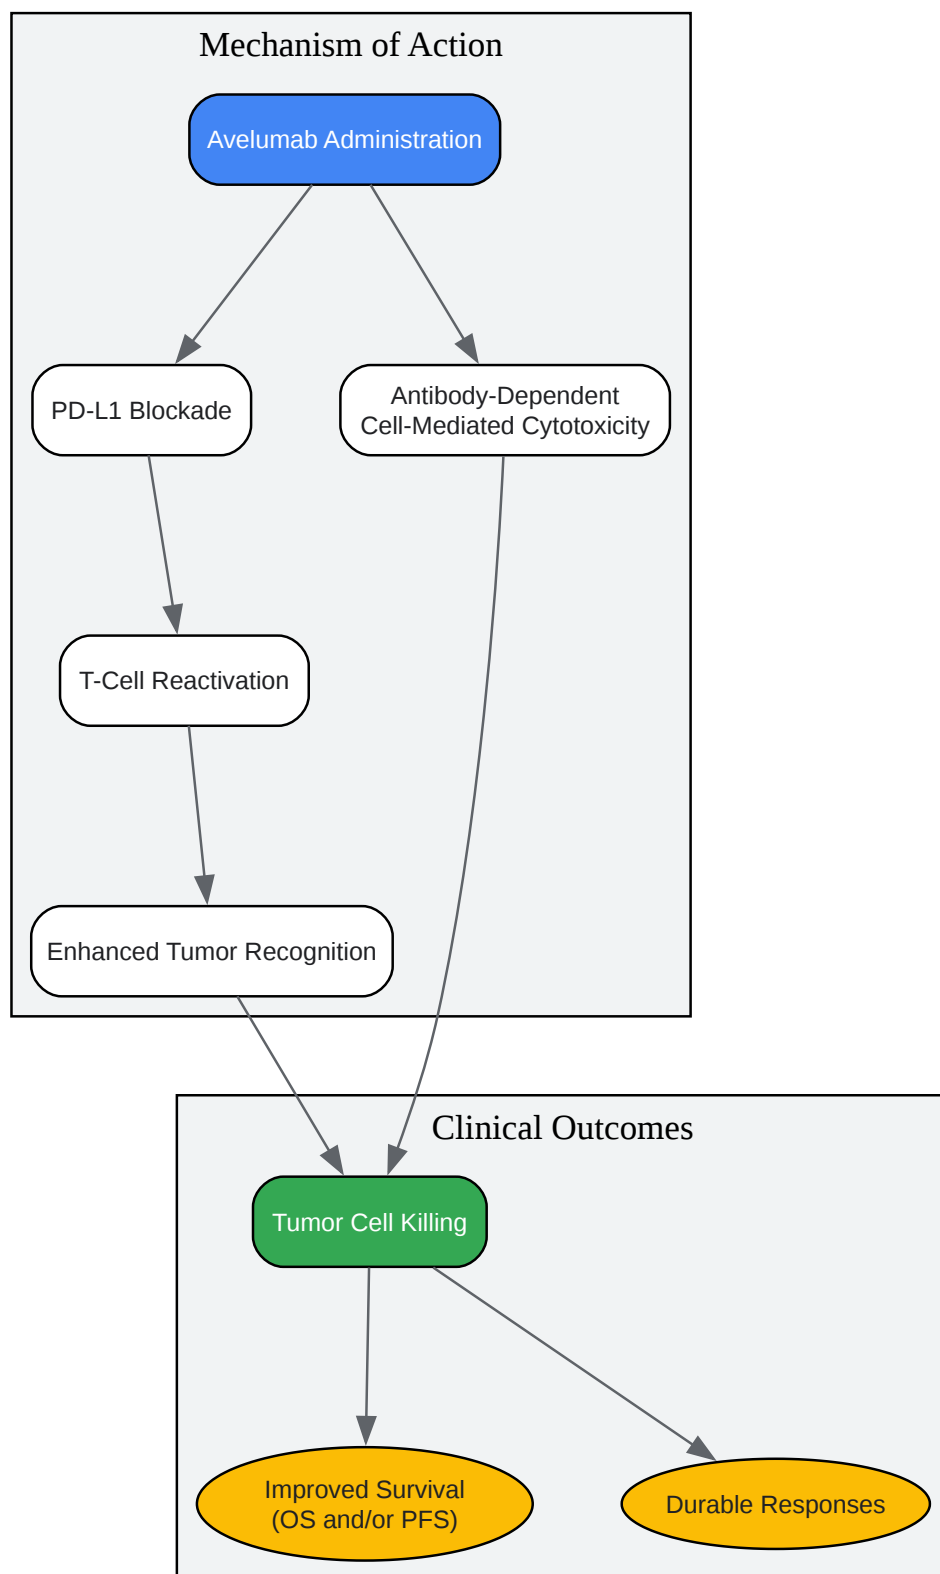 Mechanism of Action
Avelumab Administration
PD-L1 Blockade
Antibody-Dependent
Cell-Mediated Cytotoxicity
T-Cell Reactivation
Enhanced Tumor Recognition
Clinical Outcomes
Tumor Cell Killing
Improved Survival
(OS and/or PFS)
Durable Responses